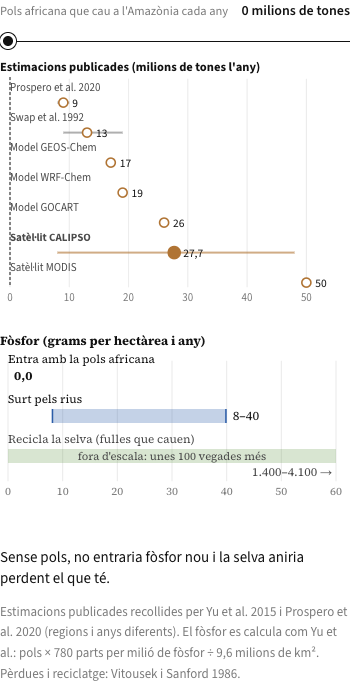 Pols africana que cau a l'Amazònia cada any 0 milions de tones
Estimacions publicades (milions de tones l'any)
Prospero et al. 2020
9
Swap et al. 1992
13
Model GEOS-Chem
17
Model WRF-Chem
19
Model GOCART
26
Satèl·lit CALIPSO
27,7
Satèl·lit MODIS
50
0 10 20 30 40 50
Fòsfor (grams per hectàrea i any)
Entra amb la pols africana
0,0
Surt pels rius
8–40
Recicla la selva (fulles que cauen)
fora d'escala: unes 100 vegades més
1.400–4.100 →
0 10 20 30 40 50 60
Sense pols, no entraria fòsfor nou i la selva aniria
perdent el que té.
Estimacions publicades recollides per Yu et al. 2015 i Prospero et
al. 2020 (regions i anys diferents). El fòsfor es calcula com Yu et
al.: pols × 780 parts per milió de fòsfor ÷ 9,6 milions de km².
Pèrdues i reciclatge: Vitousek i Sanford 1986.